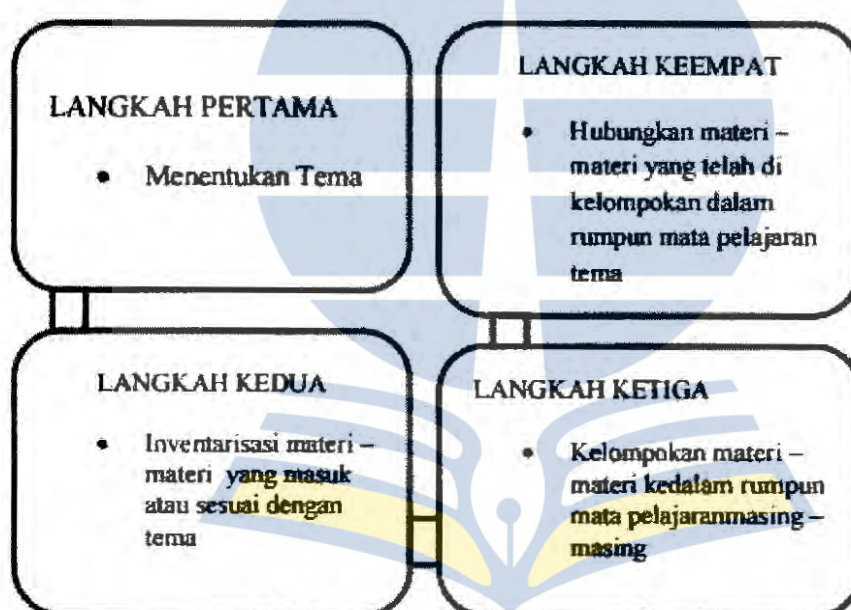 LANGKAH PERTAMA
• Menentukan Tema
LANGKAH KEDUA
• Inventarisasi materi –
materi yang masuk
atau sesuai dengan
tema
LANGKAH KETIGA
• Kelompokan materi –
materi kedalam rumpun
mata pelajaranmasing –
masing
LANGKAH KEEMPAT
• Hubungkan materi –
materi yang telah di
kelompokan dalam
rumpun mata pelajaran
tema